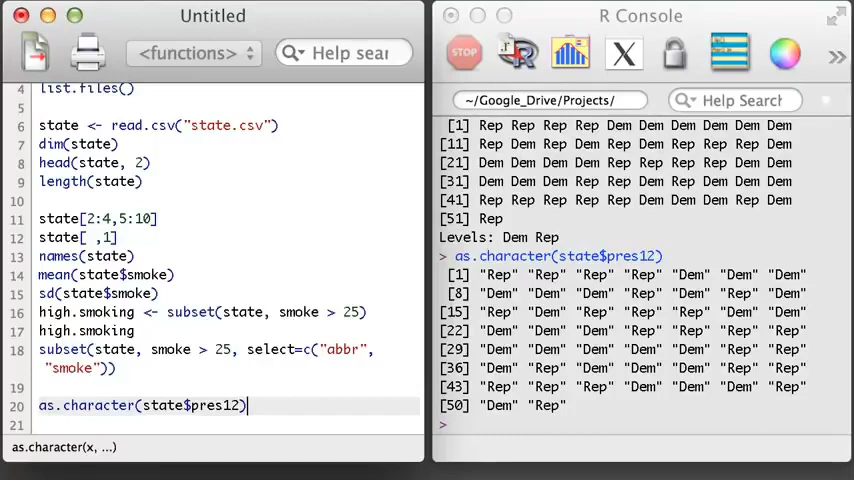 Untitled
<functions>
Help sear
4 list.files()
5
6 state <- read.csv("state.csv")
7 dim(state)
8 head(state, 2)
9 length(state)
10
11 state[2:4,5:10]
12 state[ ,1]
13 names(state)
14 mean(state$smoke)
15 sd(state$smoke)
16 high.smoking <- subset(state, smoke > 25)
17 high.smoking
18 subset(state, smoke > 25, select=c("abbr",
"smoke"))
19
20 as.character(state$pres12)
21
as.character(x, ...)
R Console
STOP
R
X
~/Google_Drive/Projects/
Help Search
[1] Rep Rep Rep Rep Dem Dem Dem Dem Dem Dem
[11] Rep Dem Rep Dem Rep Dem Rep Rep Rep Dem
[21] Dem Dem Rep Dem Dem Rep Rep Rep Dem Dem
[31] Dem Dem Dem Rep Rep Dem Rep Dem Dem Dem
[41] Rep Rep Rep Rep Rep Dem Dem Dem Rep Dem
[51] Rep
Levels: Dem Rep
> as.character(state$pres12)
[1] "Rep" "Rep" "Rep" "Rep" "Dem" "Dem" "Dem"
[8] "Dem" "Dem" "Dem" "Rep" "Dem" "Rep" "Dem"
[15] "Rep" "Dem" "Rep" "Rep" "Rep" "Dem" "Dem"
[22] "Dem" "Rep" "Dem" "Dem" "Rep" "Rep" "Rep"
[29] "Dem" "Dem" "Dem" "Dem" "Dem" "Rep" "Rep"
[36] "Dem" "Rep" "Dem" "Dem" "Dem" "Rep" "Rep"
[43] "Rep" "Rep" "Rep" "Dem" "Dem" "Dem" "Rep"
[50] "Dem" "Rep"
>